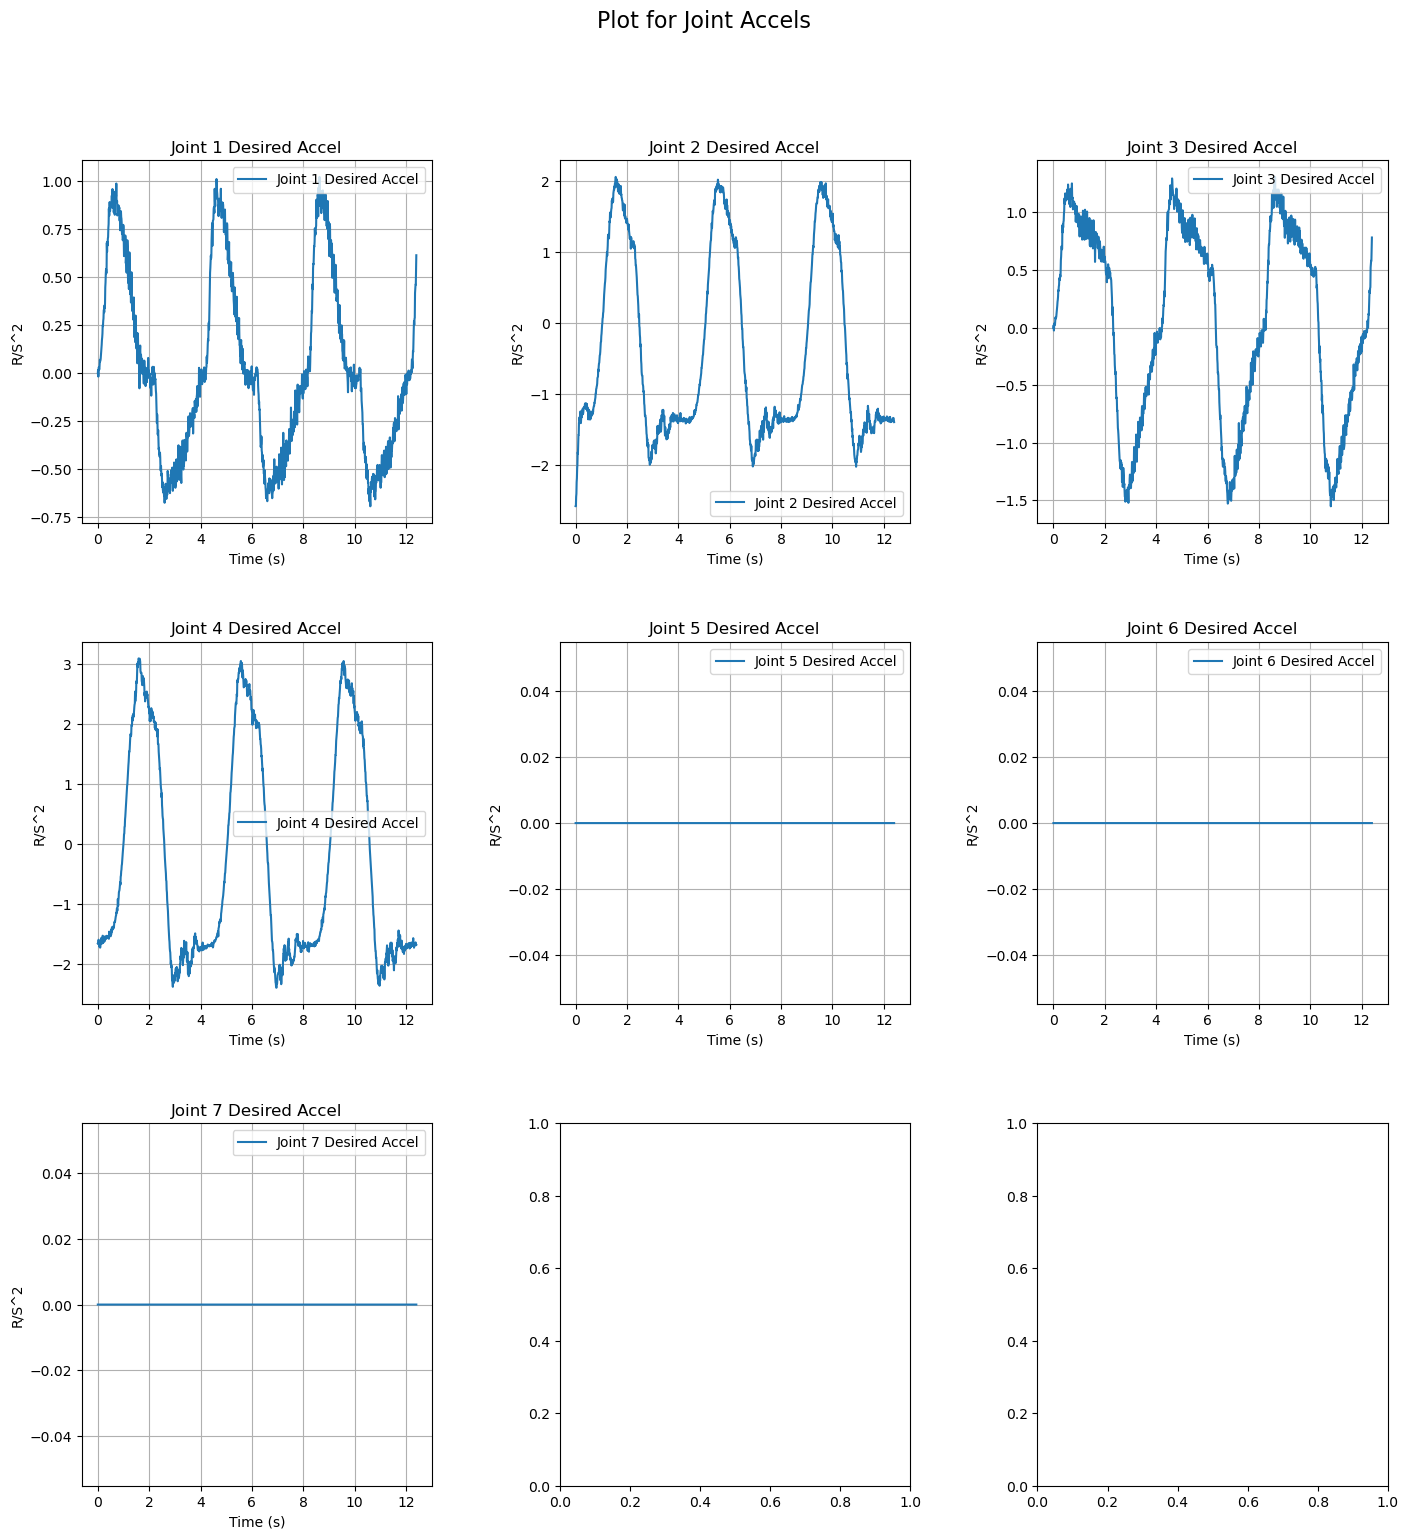 Plot for Joint Accels
Joint 1 Desired Accel
Joint 2 Desired Accel
Joint 3 Desired Accel
1.00
0.75
0.50
0.25
0.00
−0.25
−0.50
−0.75
R/S^2
Joint 1 Desired Accel
0 2 4 6 8 10 12
Time (s)
2
1
0
−1
−2
R/S^2
Joint 2 Desired Accel
0 2 4 6 8 10 12
Time (s)
1.0
0.5
0.0
−0.5
−1.0
−1.5
R/S^2
Joint 3 Desired Accel
0 2 4 6 8 10 12
Time (s)
Joint 4 Desired Accel
Joint 5 Desired Accel
Joint 6 Desired Accel
3
2
1
0
−1
−2
R/S^2
Joint 4 Desired Accel
0 2 4 6 8 10 12
Time (s)
0.04
0.02
0.00
−0.02
−0.04
R/S^2
Joint 5 Desired Accel
0 2 4 6 8 10 12
Time (s)
0.04
0.02
0.00
−0.02
−0.04
R/S^2
Joint 6 Desired Accel
0 2 4 6 8 10 12
Time (s)
Joint 7 Desired Accel
0.04
0.02
0.00
−0.02
−0.04
R/S^2
Joint 7 Desired Accel
0 2 4 6 8 10 12
Time (s)
1.0
0.8
0.6
0.4
0.2
0.0
0.0 0.2 0.4 0.6 0.8 1.0
1.0
0.8
0.6
0.4
0.2
0.0
0.0 0.2 0.4 0.6 0.8 1.0